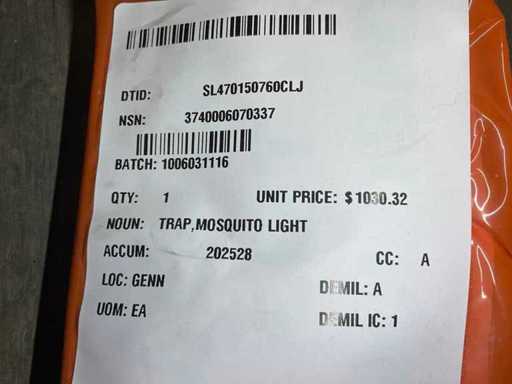 DTID: SL470150760CLJ
NSN: 3740006070337
BATCH: 1006031116
QTY: 1 UNIT PRICE: $1030.32
NOUN: TRAP,MOSQUITO LIGHT
ACCUM: 202528 CC: A
LOC: GENN DEMIL: A
UOM: EA DEMIL IC: 1